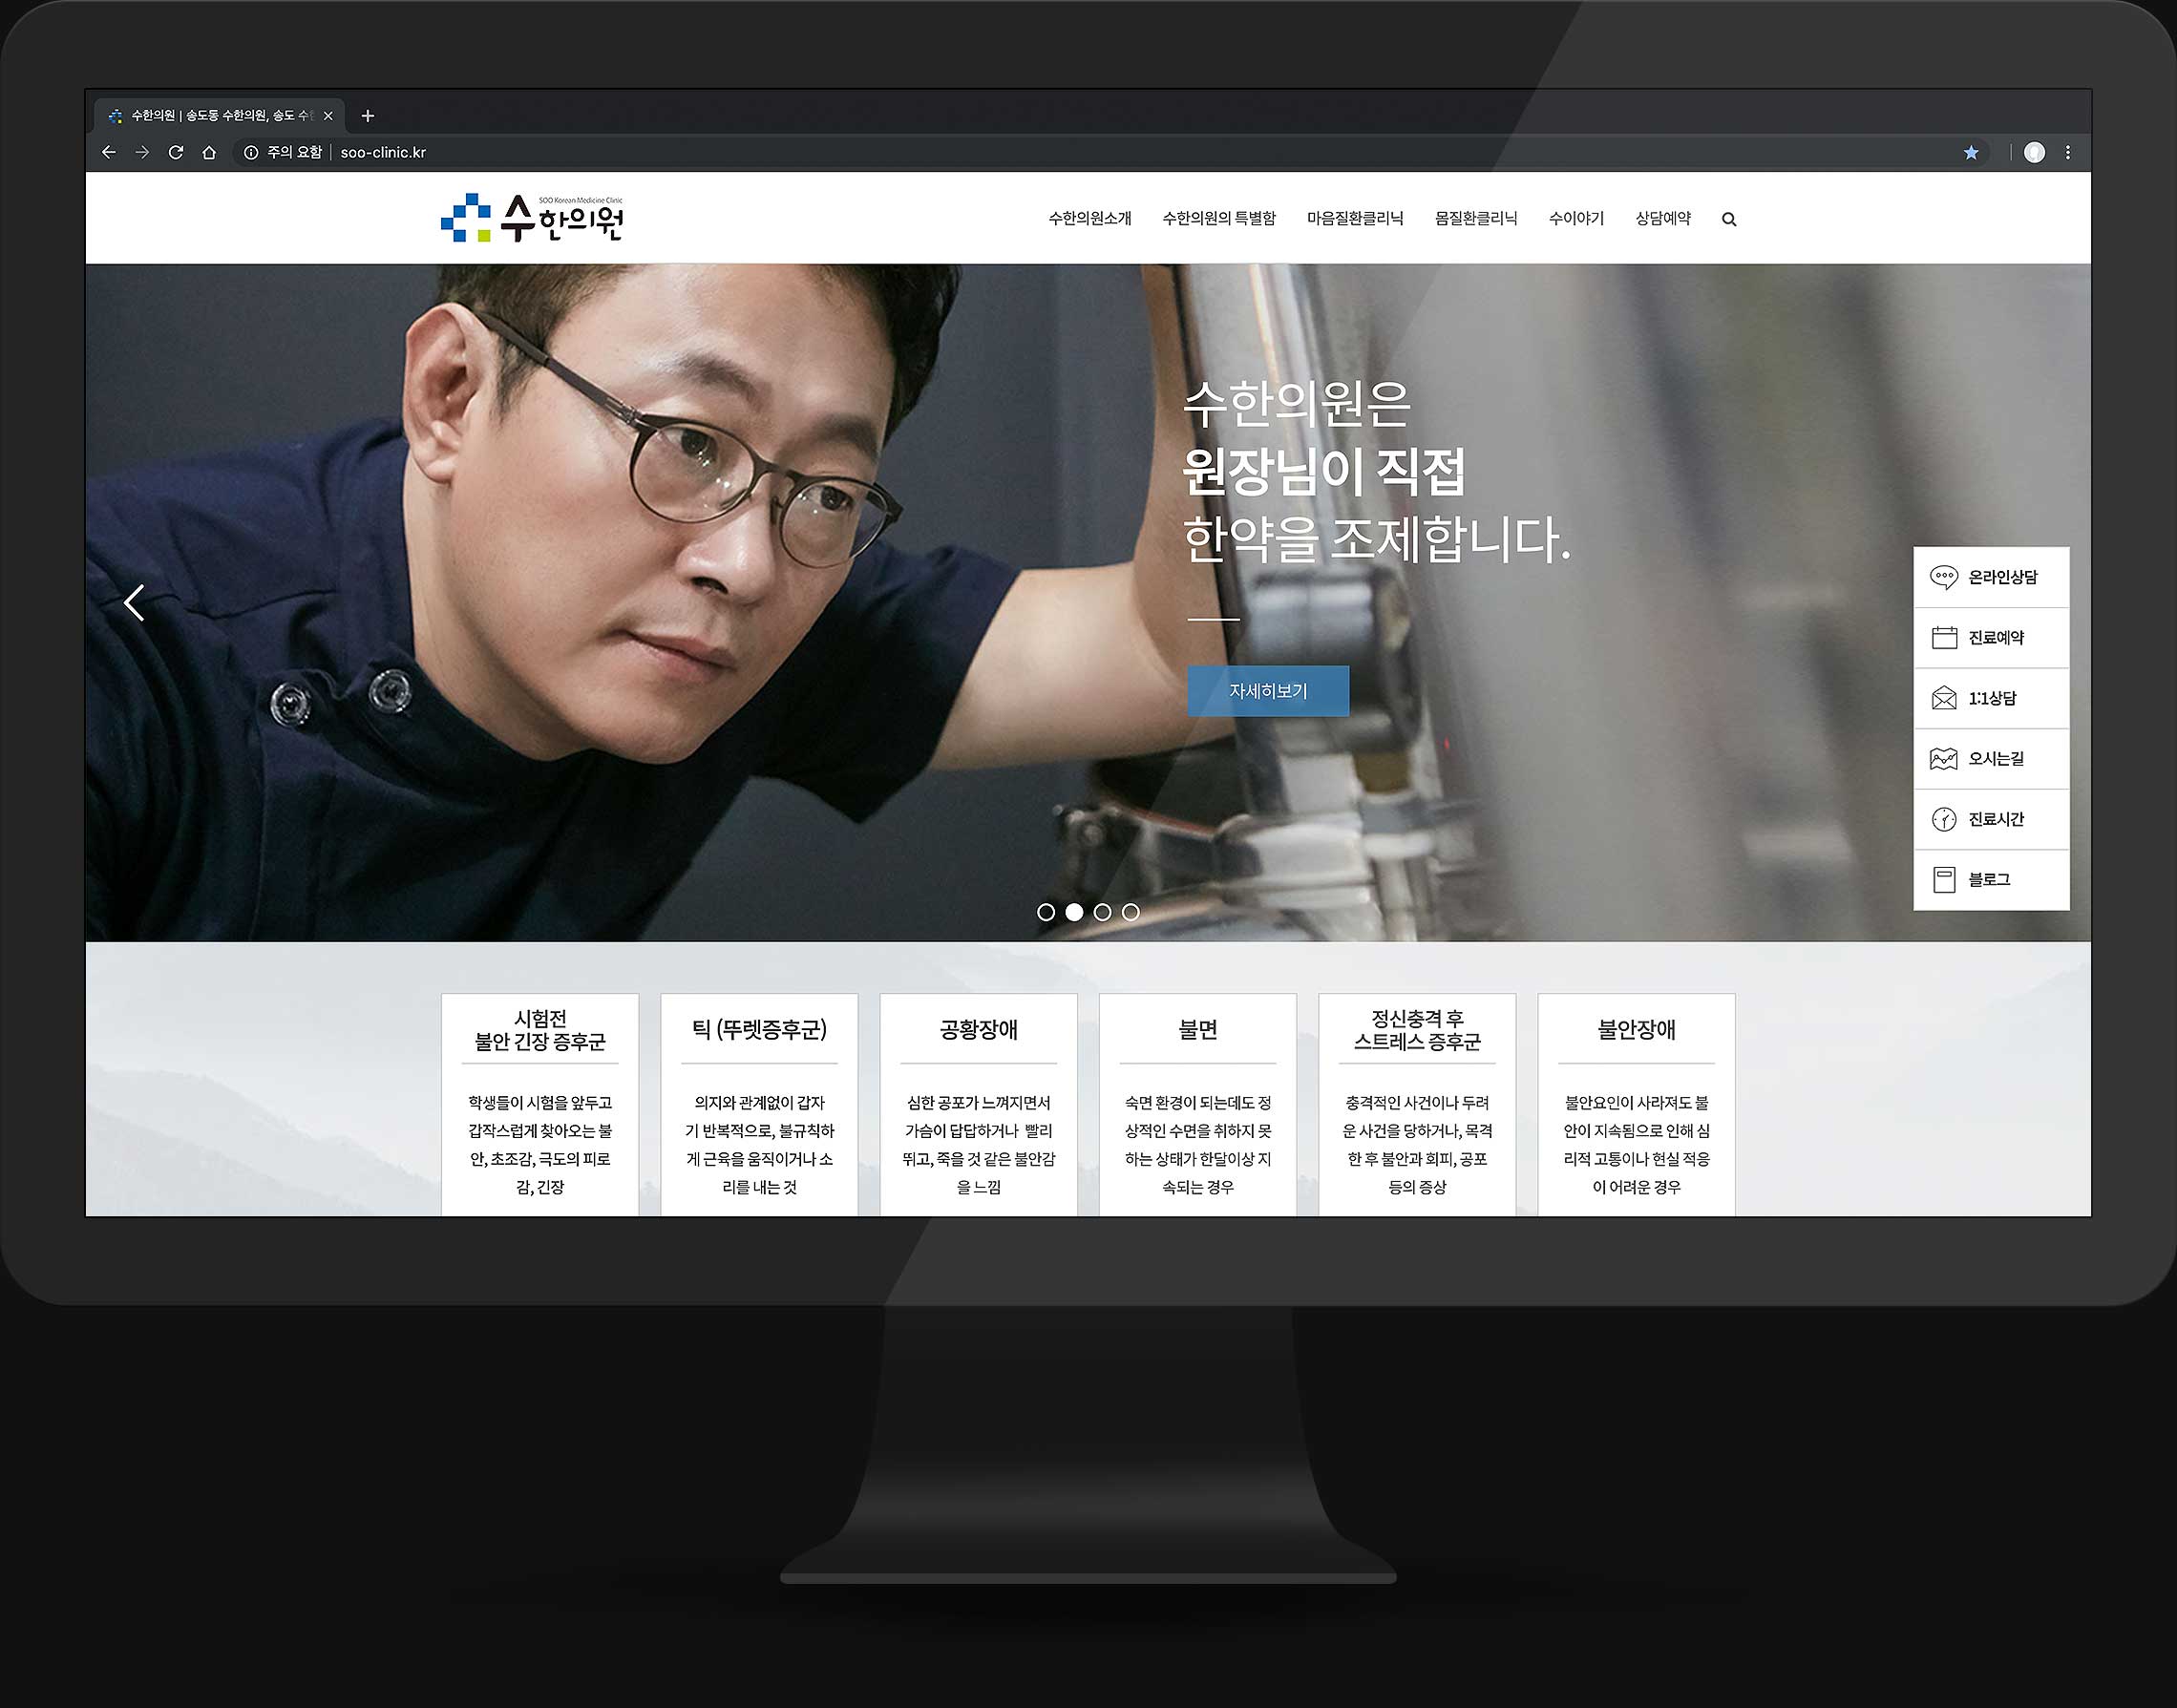 수한의원 | 송도동 수한의원, 송도 수
주의 요함 | soo-clinic.kr
SOO Korean Medicine Clinic
수한의원
수한의원소개 수한의원의 특별함 마음질환클리닉 몸질환클리닉 수이야기 상담예약
수한의원은
원장님이 직접
한약을 조제합니다.
자세히보기
온라인상담
진료예약
1:1상담
오시는길
진료시간
블로그
시험전
불안 긴장 증후군
학생들이 시험을 앞두고
갑작스럽게 찾아오는 불
안, 초조감, 극도의 피로
감, 긴장
틱 (뚜렛증후군)
의지와 관계없이 갑자
기 반복적으로, 불규칙하
게 근육을 움직이거나 소
리를 내는 것
공황장애
심한 공포가 느껴지면서
가슴이 답답하거나 빨리
뛰고, 죽을 것 같은 불안감
을 느낌
불면
숙면 환경이 되는데도 정
상적인 수면을 취하지 못
하는 상태가 한달이상 지
속되는 경우
정신충격 후
스트레스 증후군
충격적인 사건이나 두려
운 사건을 당하거나, 목격
한 후 불안과 회피, 공포
등의 증상
불안장애
불안요인이 사라져도 불
안이 지속됨으로 인해 심
리적 고통이나 현실 적응
이 어려운 경우